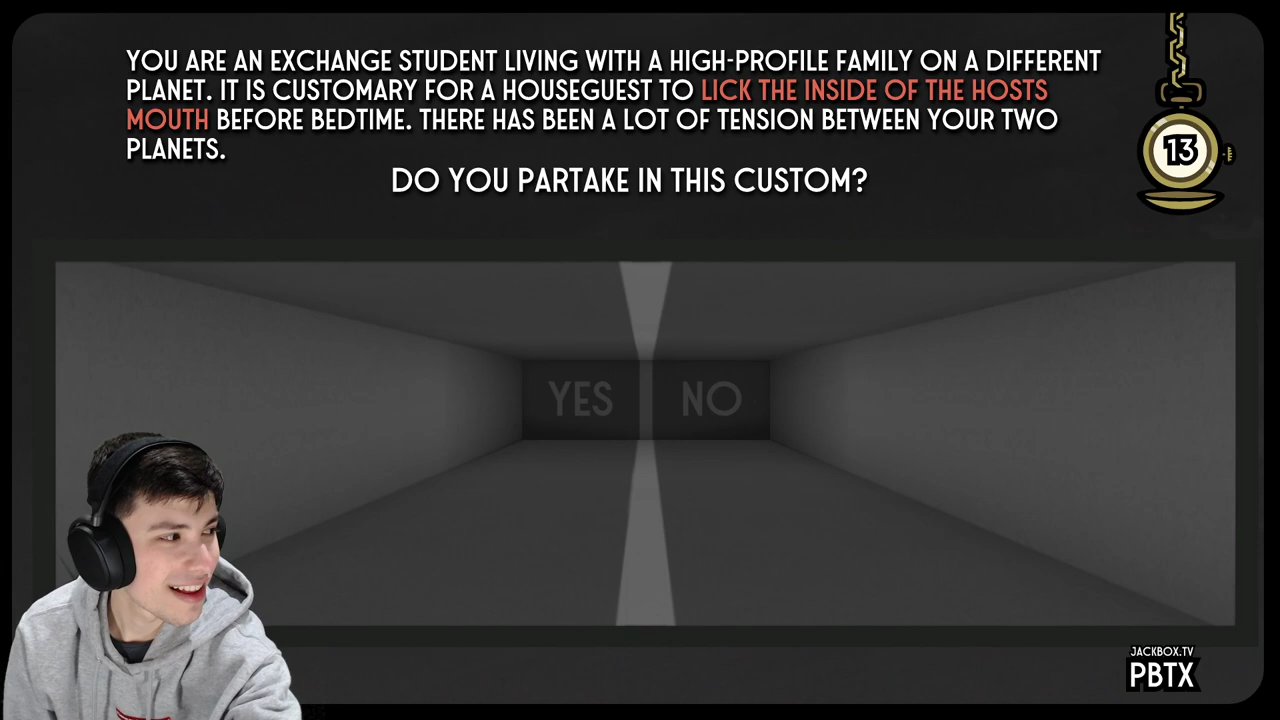 YOU ARE AN EXCHANGE STUDENT LIVING WITH A HIGH-PROFILE FAMILY ON A DIFFERENT
PLANET. IT IS CUSTOMARY FOR A HOUSEGUEST TO LICK THE INSIDE OF THE HOSTS
MOUTH BEFORE BEDTIME. THERE HAS BEEN A LOT OF TENSION BETWEEN YOUR TWO
PLANETS.
DO YOU PARTAKE IN THIS CUSTOM?
13
YES NO
JACKBOX.TV
PBTX